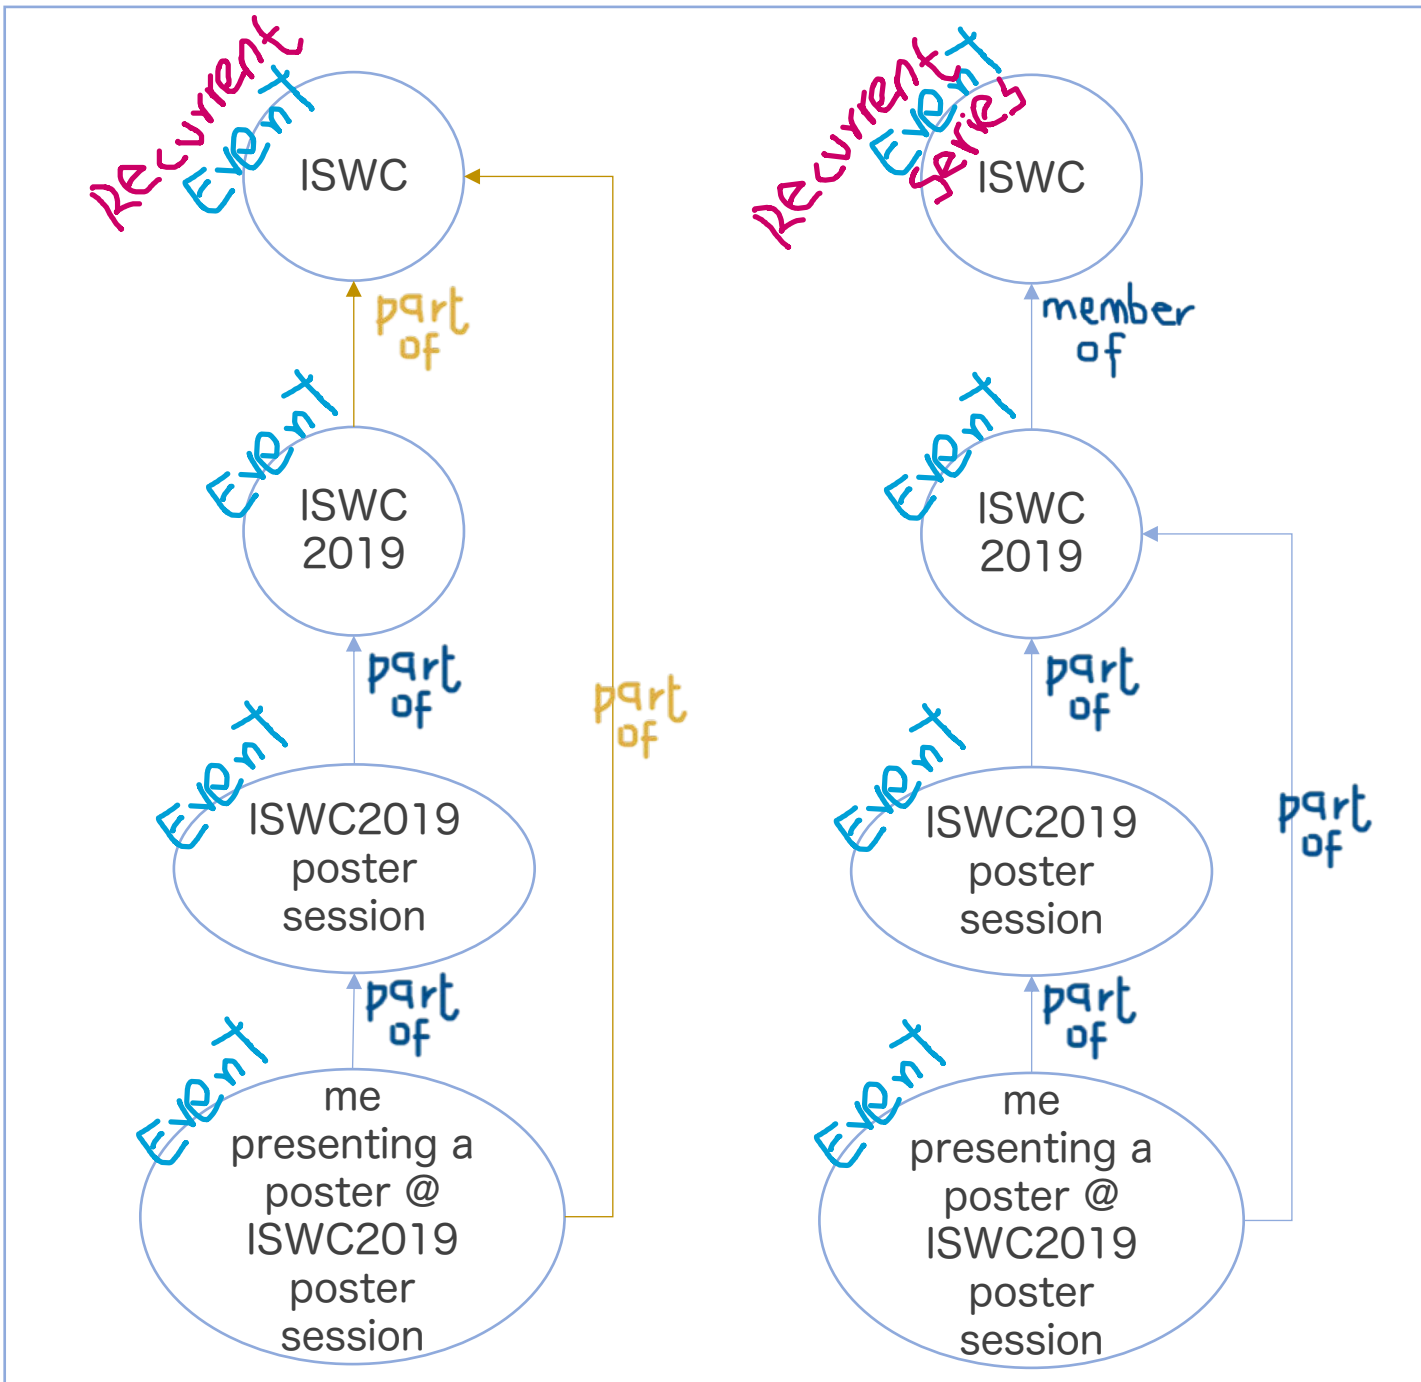 Recurrent
Event
ISWC
part
of
Event
ISWC
2019
part
of
part
of
Event
ISWC2019
poster
session
part
of
Event
me
presenting a
poster @
ISWC2019
poster
session
Recurrent
Event
Series
ISWC
member
of
Event
ISWC
2019
part
of
part
of
Event
ISWC2019
poster
session
part
of
Event
me
presenting a
poster @
ISWC2019
poster
session